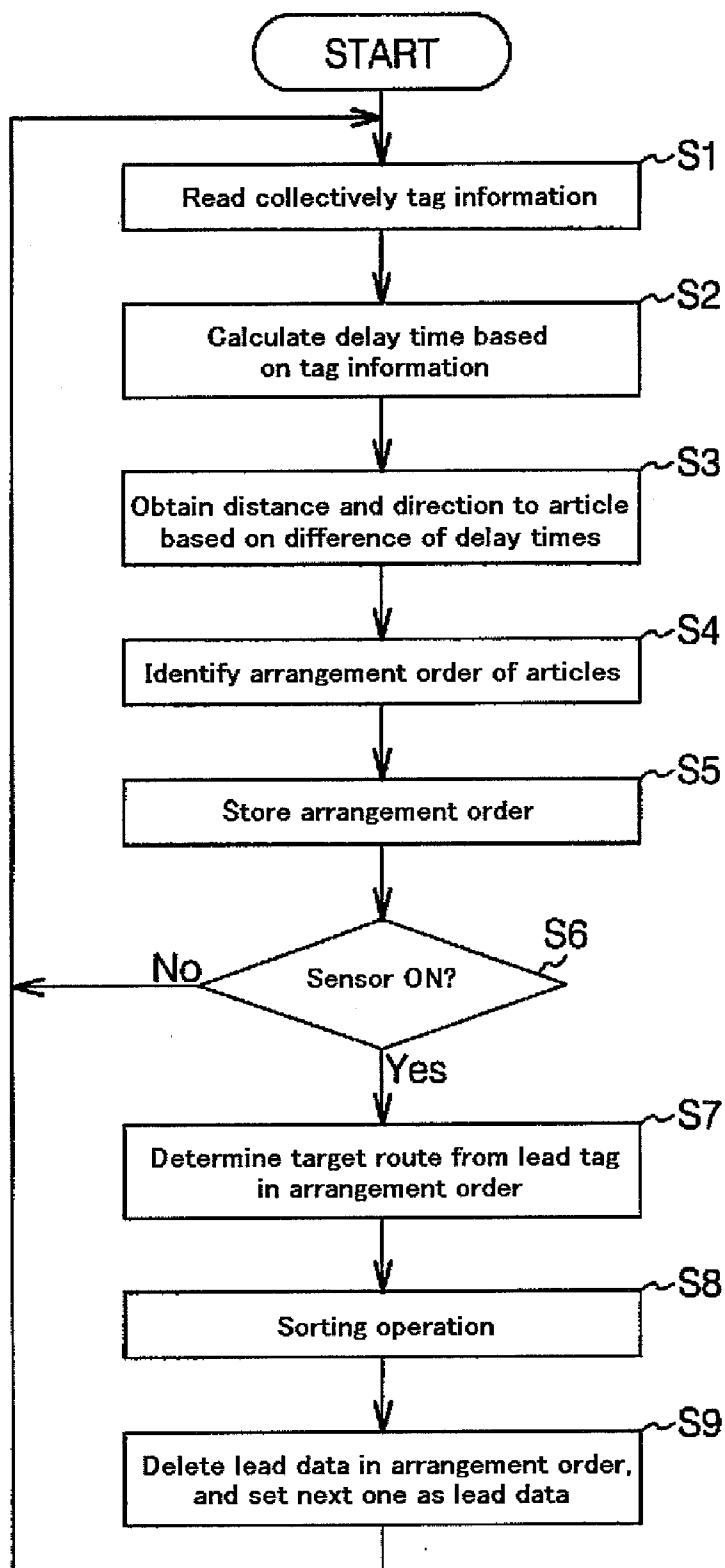 START
S1
Read collectively tag information
S2
Calculate delay time based
on tag information
S3
Obtain distance and direction to article
based on difference of delay times
S4
Identify arrangement order of articles
S5
Store arrangement order
S6
No
Sensor ON?
Yes
S7
Determine target route from lead tag
in arrangement order
S8
Sorting operation
S9
Delete lead data in arrangement order,
and set next one as lead data